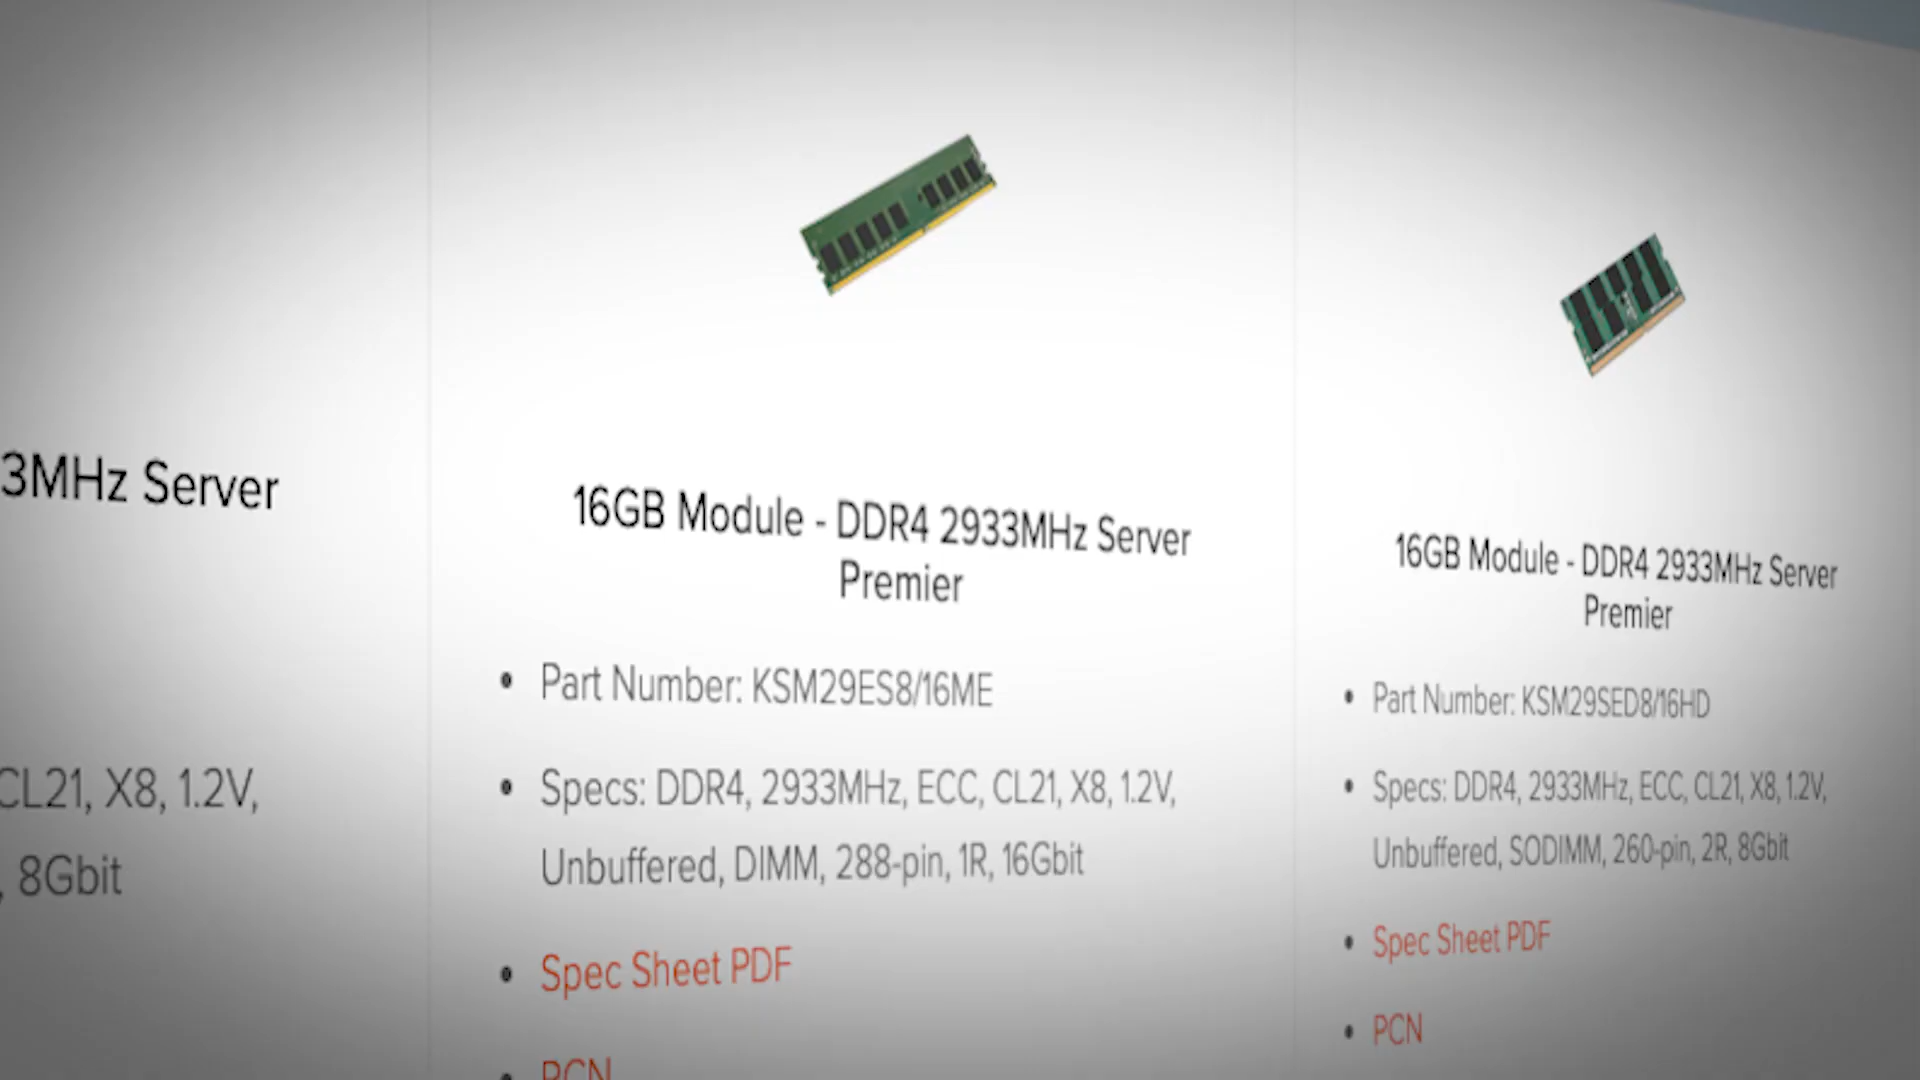 3MHz Server
CL21, X8, 1.2V,
, 8Gbit
16GB Module - DDR4 2933MHz Server
Premier
• Part Number: KSM29ES8/16ME
• Specs: DDR4, 2933MHz, ECC, CL21, X8, 1.2V,
Unbuffered, DIMM, 288-pin, 1R, 16Gbit
• Spec Sheet PDF
• PCN
16GB Module - DDR4 2933MHz Server
Premier
• Part Number: KSM29SED8/16HD
• Specs: DDR4, 2933MHz, ECC, CL21, X8, 1.2V,
Unbuffered, SODIMM, 260-pin, 2R, 8Gbit
• Spec Sheet PDF
• PCN